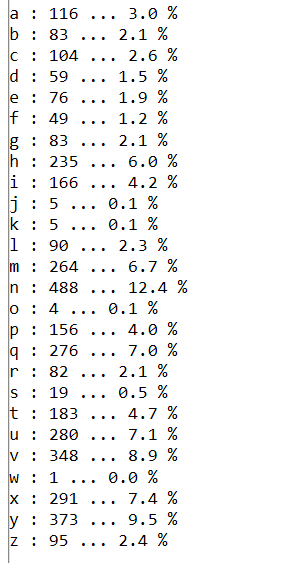 a : 116 ... 3.0 %
b : 83 ... 2.1 %
c : 104 ... 2.6 %
d : 59 ... 1.5 %
e : 76 ... 1.9 %
f : 49 ... 1.2 %
g : 83 ... 2.1 %
h : 235 ... 6.0 %
i : 166 ... 4.2 %
j : 5 ... 0.1 %
k : 5 ... 0.1 %
l : 90 ... 2.3 %
m : 264 ... 6.7 %
n : 488 ... 12.4 %
o : 4 ... 0.1 %
p : 156 ... 4.0 %
q : 276 ... 7.0 %
r : 82 ... 2.1 %
s : 19 ... 0.5 %
t : 183 ... 4.7 %
u : 280 ... 7.1 %
v : 348 ... 8.9 %
w : 1 ... 0.0 %
x : 291 ... 7.4 %
y : 373 ... 9.5 %
z : 95 ... 2.4 %